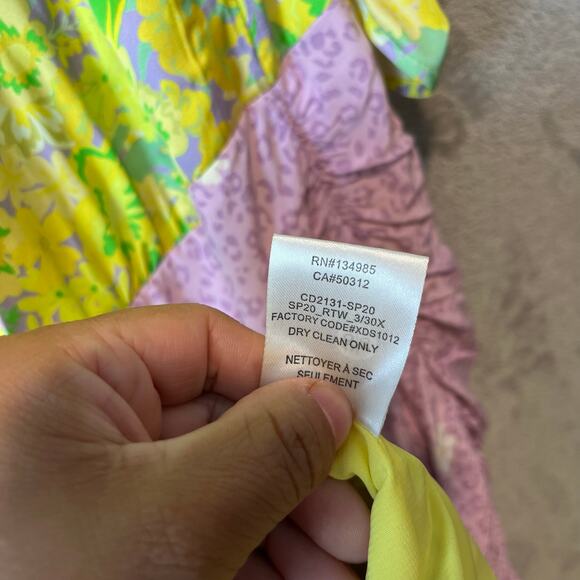 RN#134985
CA#50312
CD2131-SP20
SP20_RTW_3/30X
FACTORY CODE#XDS1012
DRY CLEAN ONLY
NETTOYER À SEC
SEULEMENT